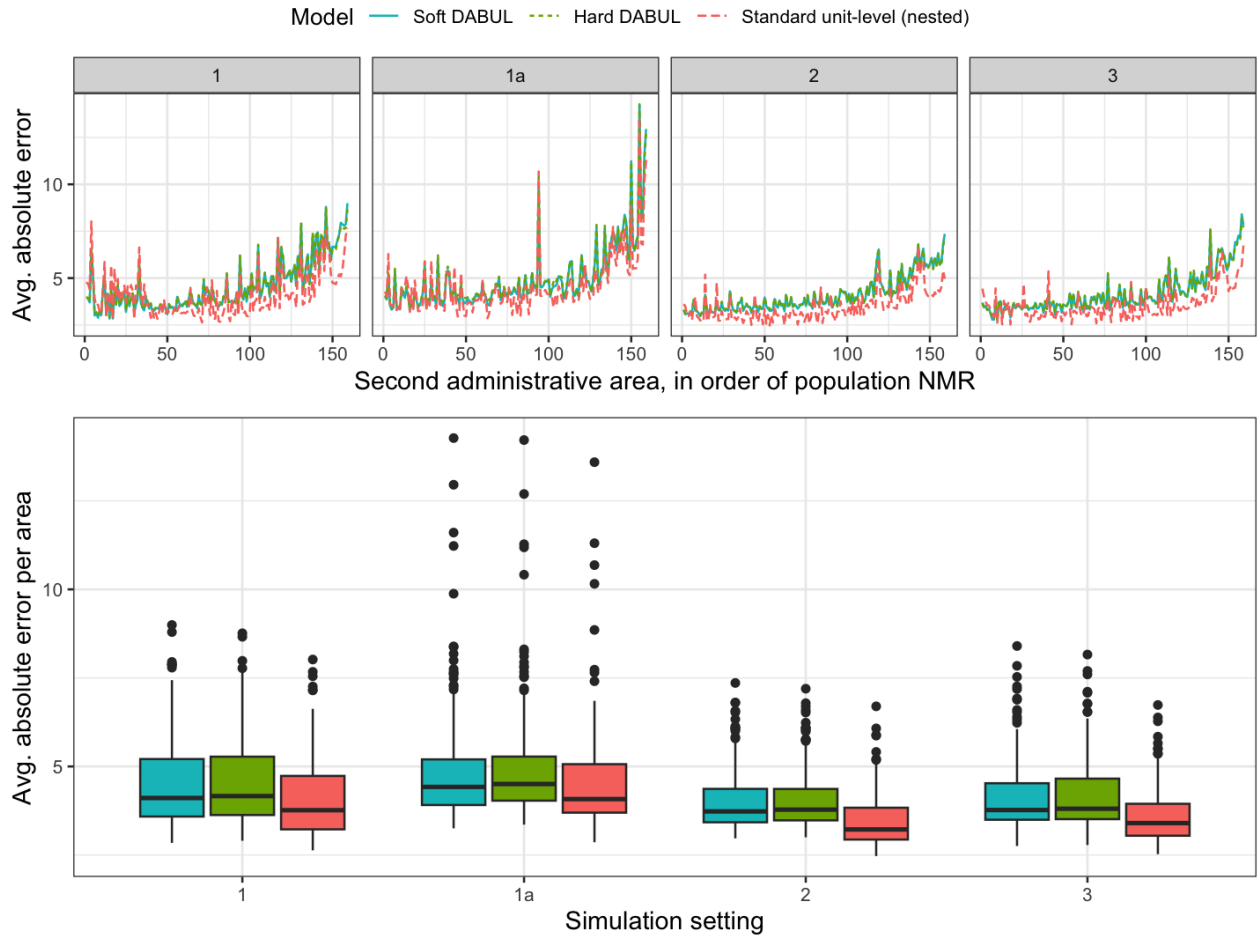 Model Soft DABUL Hard DABUL Standard unit-level (nested)
1 1a 2 3
Avg. absolute error
10
5
0 50 100 150 0 50 100 150 0 50 100 150 0 50 100 150
Second administrative area, in order of population NMR
Avg. absolute error per area
10
5
1 1a 2 3
Simulation setting